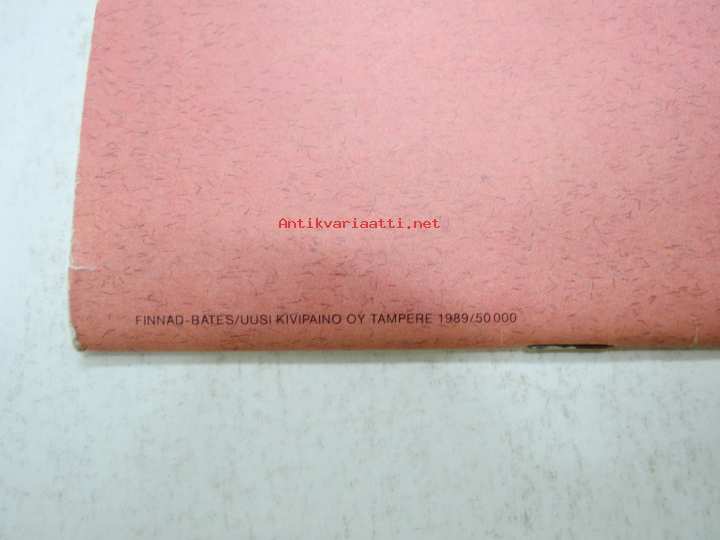 Antikvariaatti.net
FINNAD-BATES/UUSI KIVIPAINO OY TAMPERE 1989/50 000